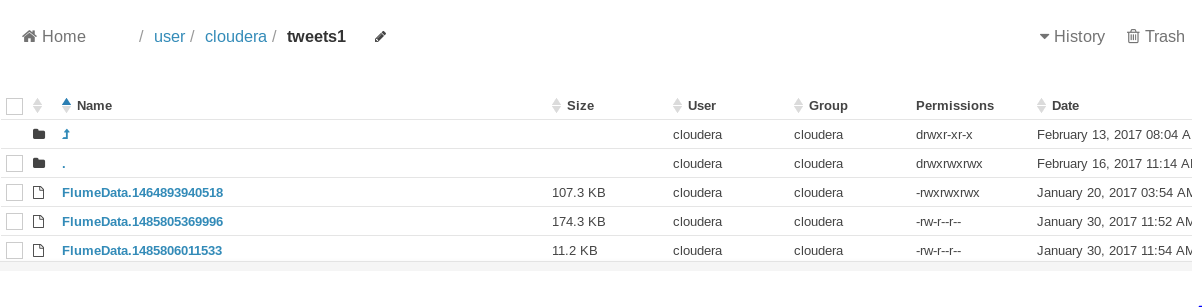 Home / user / cloudera / tweets1 History Trash
Name Size User Group Permissions Date
cloudera cloudera drwxr-xr-x February 13, 2017 08:04 A
. cloudera cloudera drwxrwxrwx February 16, 2017 11:14 AM
FlumeData.1464893940518 107.3 KB cloudera cloudera -rwxrwxrwx January 20, 2017 03:54 AM
FlumeData.1485805369996 174.3 KB cloudera cloudera -rw-r--r-- January 30, 2017 11:52 AM
FlumeData.1485806011533 11.2 KB cloudera cloudera -rw-r--r-- January 30, 2017 11:54 AM